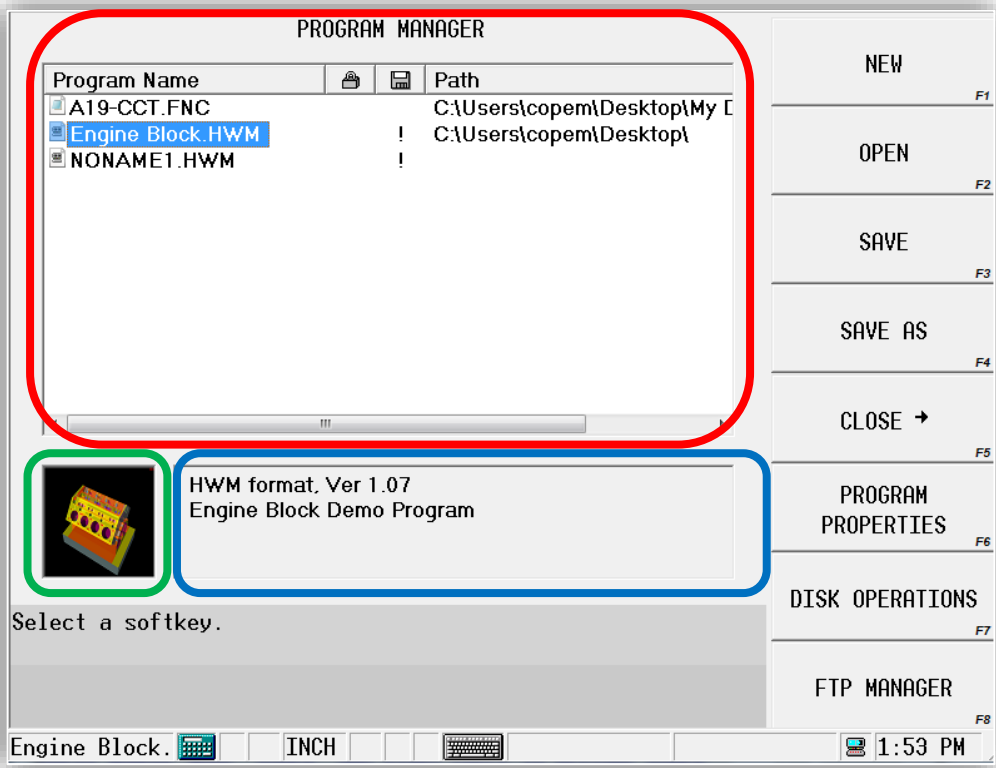 PROGRAM MANAGER
Program Name Path
A19-CCT.FNC C:\Users\copem\Desktop\My D
Engine Block.HWM ! C:\Users\copem\Desktop\
NONAME1.HWM !
HWM format, Ver 1.07
Engine Block Demo Program
Select a softkey.
NEW
F1
OPEN
F2
SAVE
F3
SAVE AS
F4
CLOSE →
F5
PROGRAM
PROPERTIES
F6
DISK OPERATIONS
F7
FTP MANAGER
F8
Engine Block. INCH 1:53 PM